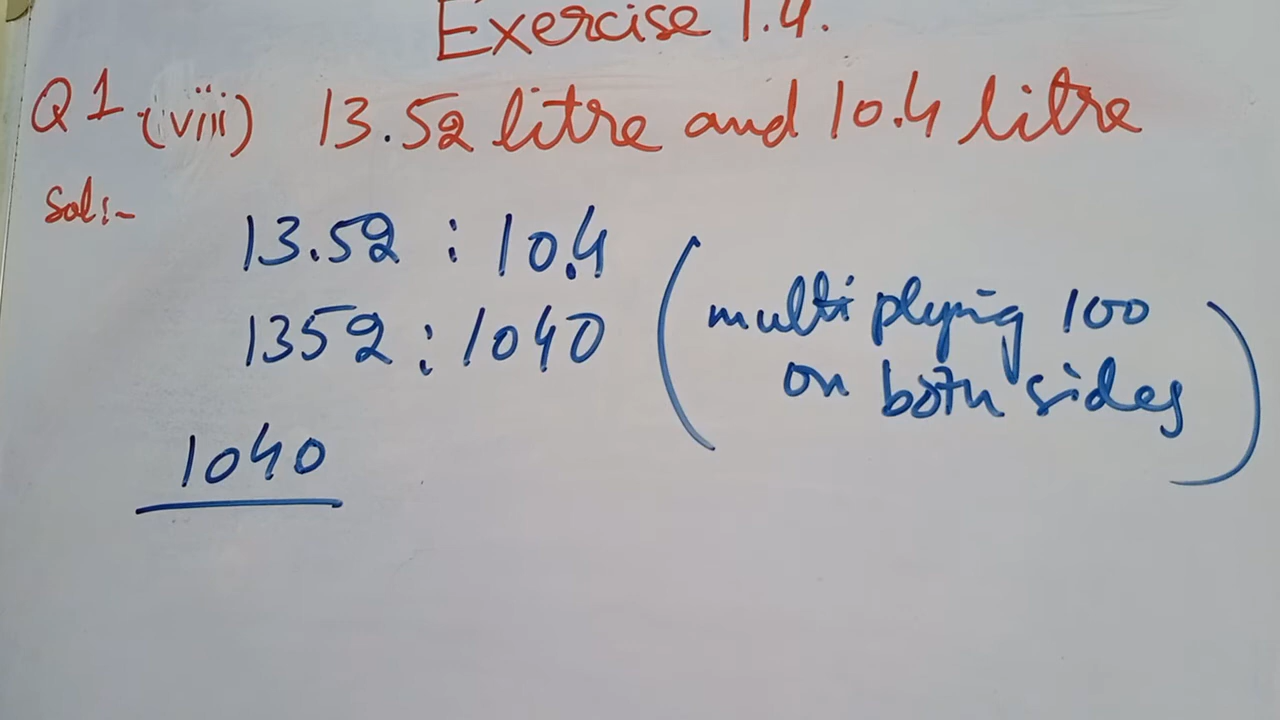 Exercise 1.4.
Q1 (viii) 13.52 litre and 10.4 litre
Sol:-
13.52 : 10.4
1352 : 1040 (multiplying 100
on both sides)
1040